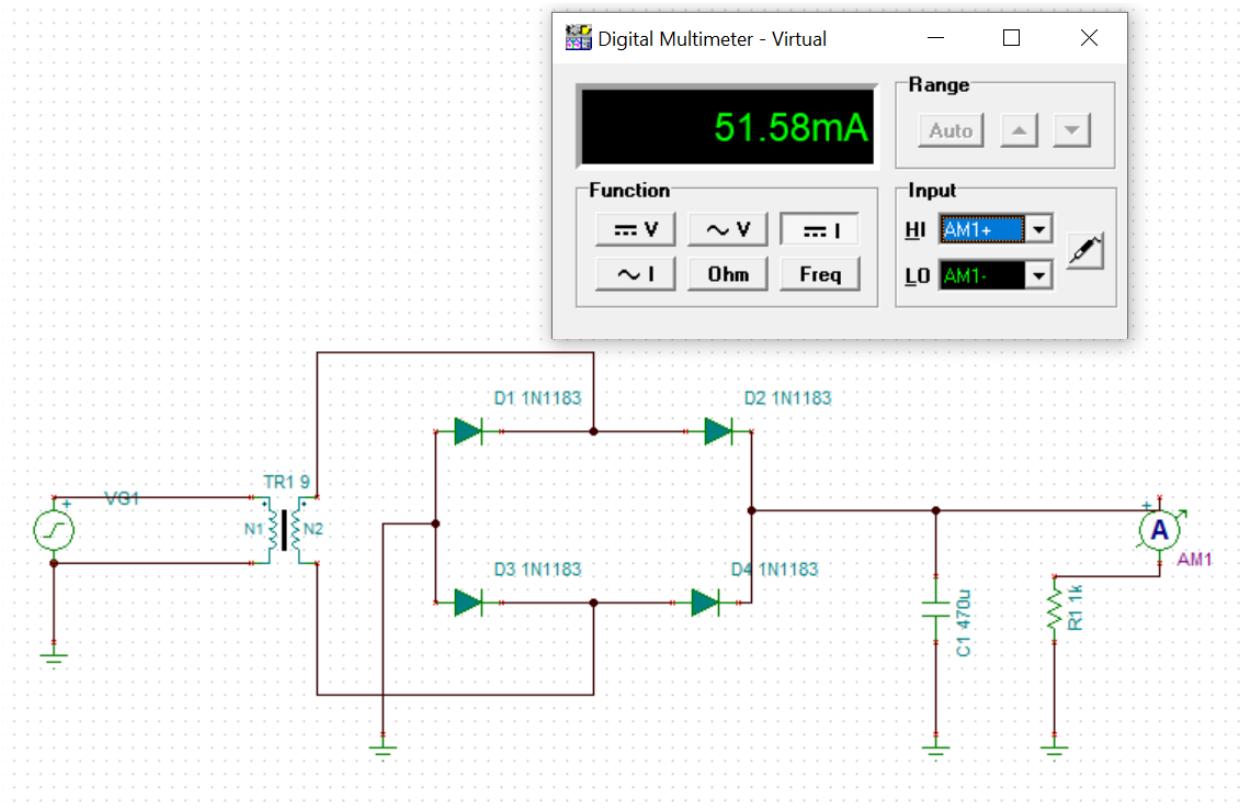 Digital Multimeter - Virtual
51.58mA
Range
Auto
Function
V
V
I
I
Ohm
Freq
Input
HI
AM1+
LO
AM1-
D1 1N1183
D2 1N1183
TR1 9
VG1
+
N1
N2
+
A
AM1
D3 1N1183
D4 1N1183
C1 470u
R1 1k